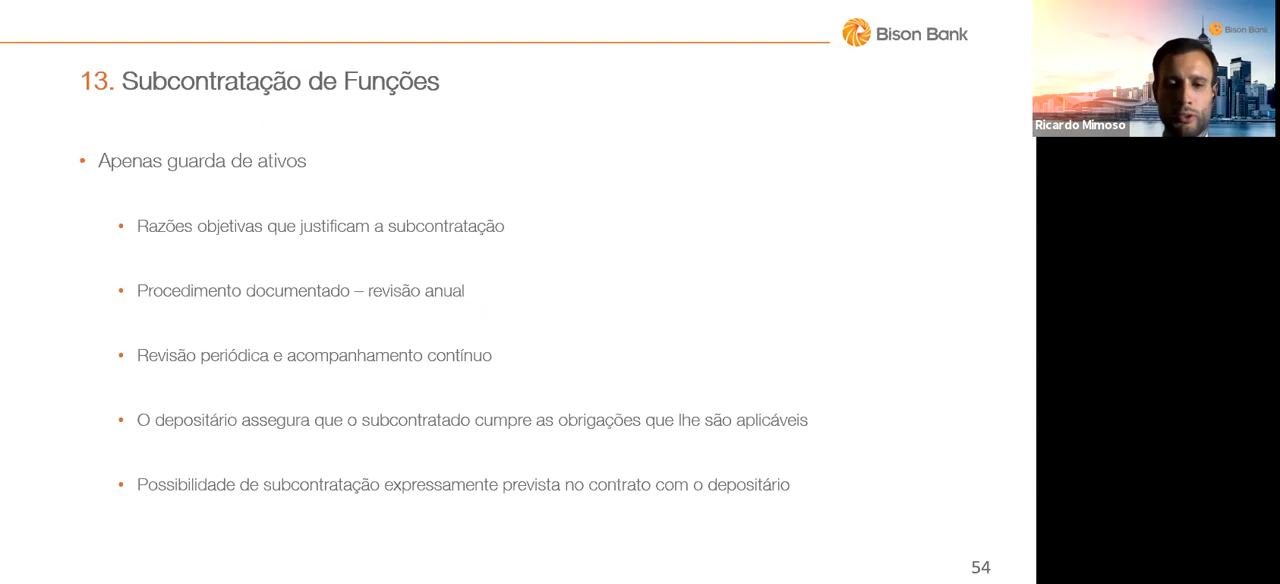 Bison Bank
Bison Bank
Ricardo Mimoso
13. Subcontratação de Funções
• Apenas guarda de ativos
• Razões objetivas que justificam a subcontratação
• Procedimento documentado – revisão anual
• Revisão periódica e acompanhamento contínuo
• O depositário assegura que o subcontratado cumpre as obrigações que lhe são aplicáveis
• Possibilidade de subcontratação expressamente prevista no contrato com o depositário
54